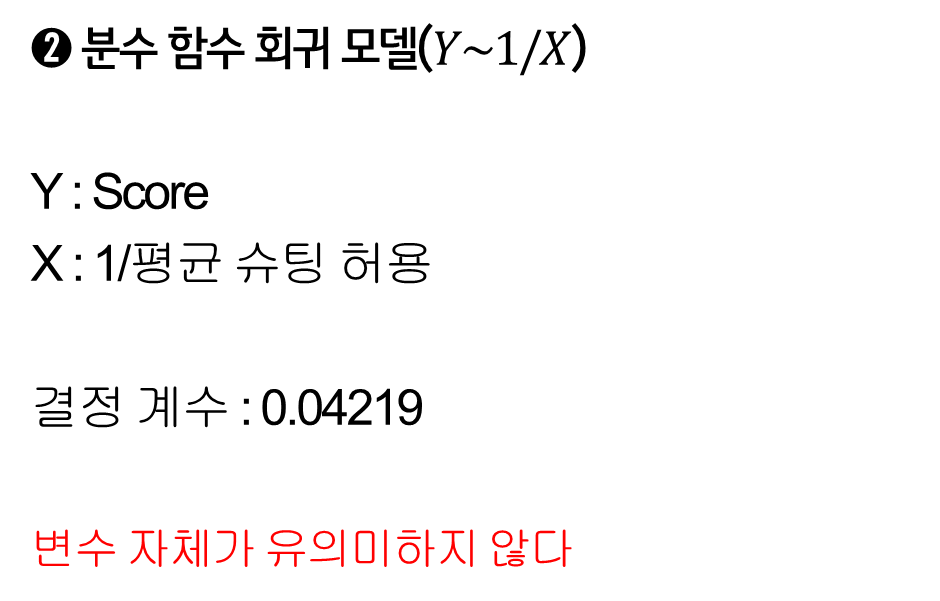 ❷ 분수 함수 회귀 모델(Y~1/X)
Y : Score
X : 1/평균 슈팅 허용
결정 계수 : 0.04219
변수 자체가 유의미하지 않다